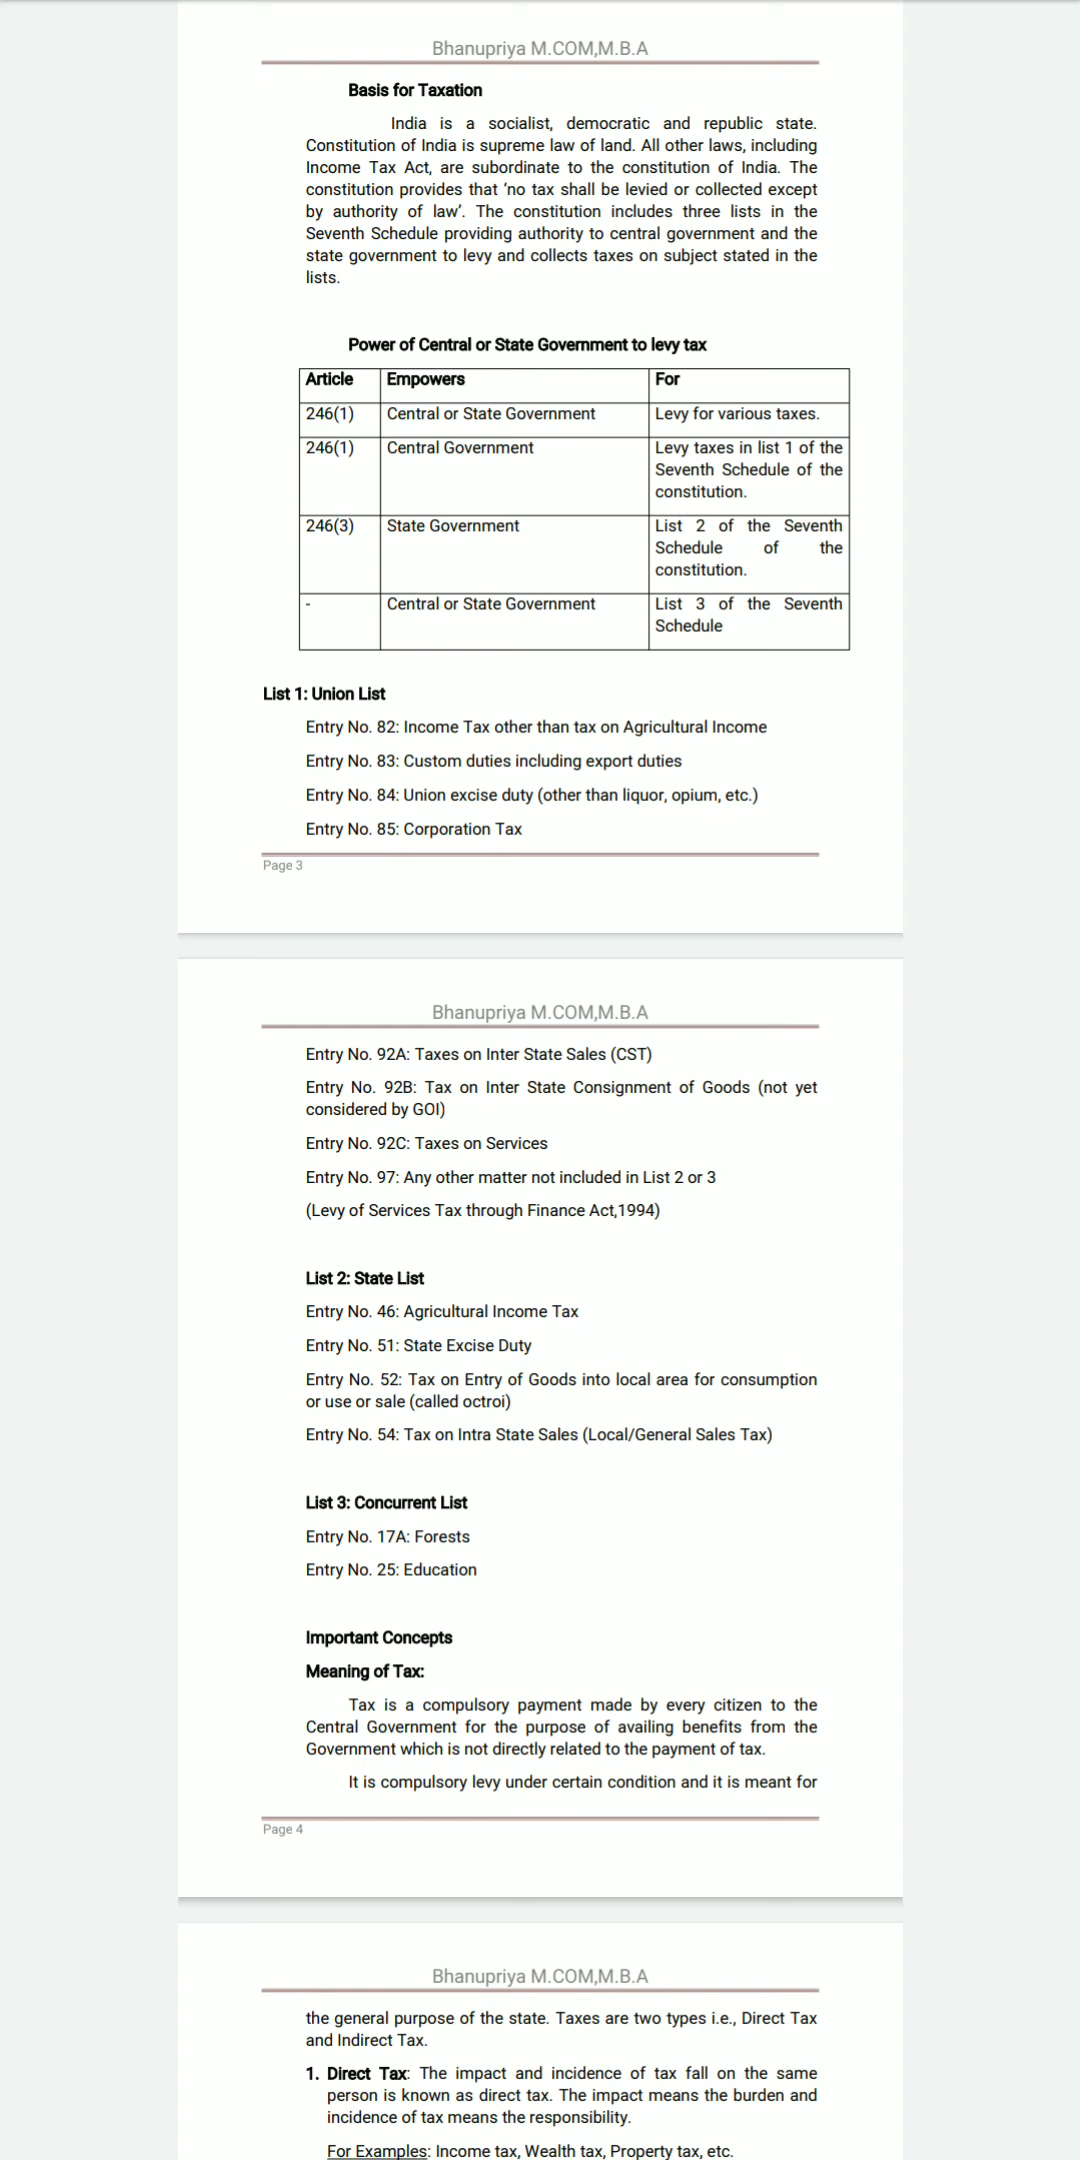 Bhanupriya M.COM,M.B.A
Basis for Taxation
India is a socialist, democratic and republic state.
Constitution of India is supreme law of land. All other laws, including
Income Tax Act, are subordinate to the constitution of India. The
constitution provides that ‘no tax shall be levied or collected except
by authority of law’. The constitution includes three lists in the
Seventh Schedule providing authority to central government and the
state government to levy and collects taxes on subject stated in the
lists.
Power of Central or State Government to levy tax
Article Empowers For
246(1) Central or State Government Levy for various taxes.
246(1) Central Government Levy taxes in list 1 of the
Seventh Schedule of the
constitution.
246(3) State Government List 2 of the Seventh
Schedule of the
constitution.
- Central or State Government List 3 of the Seventh
Schedule
List 1: Union List
Entry No. 82: Income Tax other than tax on Agricultural Income
Entry No. 83: Custom duties including export duties
Entry No. 84: Union excise duty (other than liquor, opium, etc.)
Entry No. 85: Corporation Tax
Page 3
Bhanupriya M.COM,M.B.A
Entry No. 92A: Taxes on Inter State Sales (CST)
Entry No. 92B: Tax on Inter State Consignment of Goods (not yet
considered by GOI)
Entry No. 92C: Taxes on Services
Entry No. 97: Any other matter not included in List 2 or 3
(Levy of Services Tax through Finance Act,1994)
List 2: State List
Entry No. 46: Agricultural Income Tax
Entry No. 51: State Excise Duty
Entry No. 52: Tax on Entry of Goods into local area for consumption
or use or sale (called octroi)
Entry No. 54: Tax on Intra State Sales (Local/General Sales Tax)
List 3: Concurrent List
Entry No. 17A: Forests
Entry No. 25: Education
Important Concepts
Meaning of Tax:
Tax is a compulsory payment made by every citizen to the
Central Government for the purpose of availing benefits from the
Government which is not directly related to the payment of tax.
It is compulsory levy under certain condition and it is meant for
Page 4
Bhanupriya M.COM,M.B.A
the general purpose of the state. Taxes are two types i.e., Direct Tax
and Indirect Tax.
1. Direct Tax: The impact and incidence of tax fall on the same
person is known as direct tax. The impact means the burden and
incidence of tax means the responsibility.
For Examples: Income tax, Wealth tax, Property tax, etc.